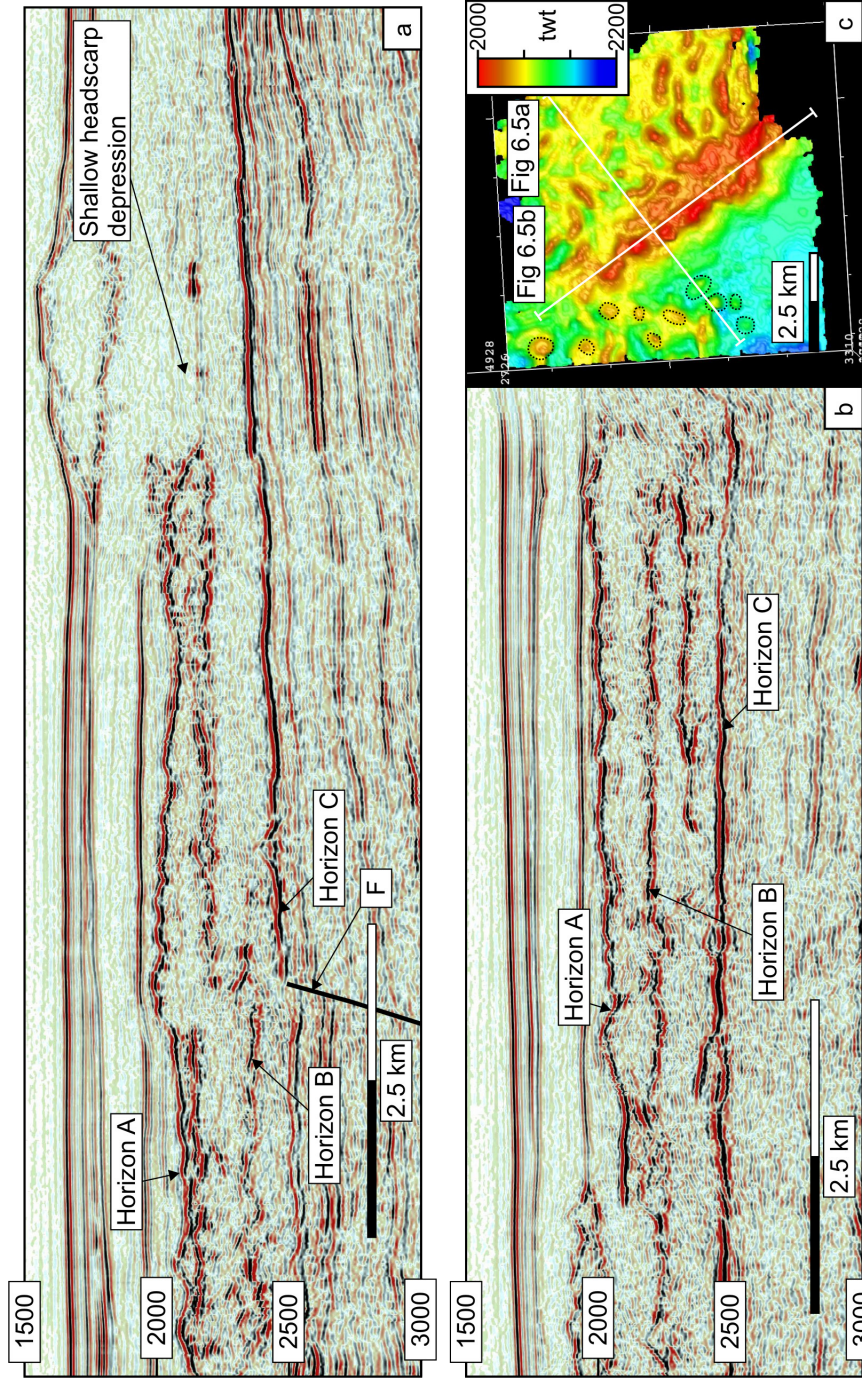 1500
2000
2500
3000
Horizon A
Horizon B
2.5 km
Horizon C
F
Shallow headscarp
depression
a
1500
2000
2500
3000
Horizon A
Horizon B
2.5 km
Horizon C
b
Fig 6.5b
Fig 6.5a
2000
twt
2200
4928
2.5 km
3310
c